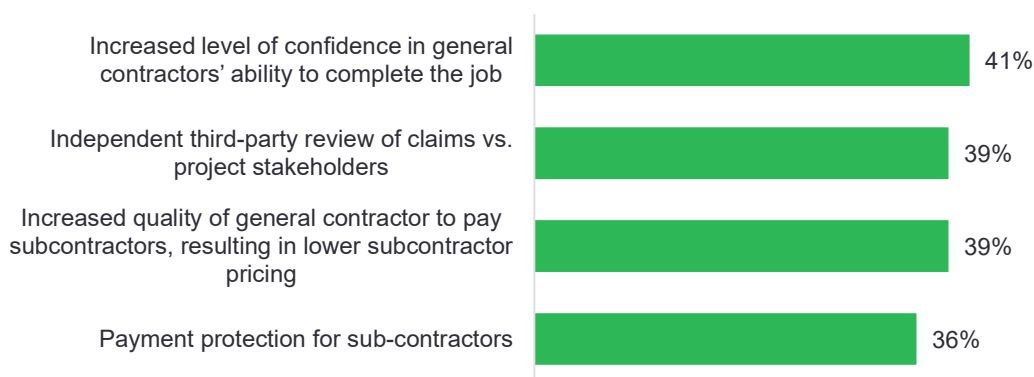 Increased level of confidence in general
contractors’ ability to complete the job
41%
Independent third-party review of claims vs.
project stakeholders
39%
Increased quality of general contractor to pay
subcontractors, resulting in lower subcontractor
pricing
39%
Payment protection for sub-contractors
36%